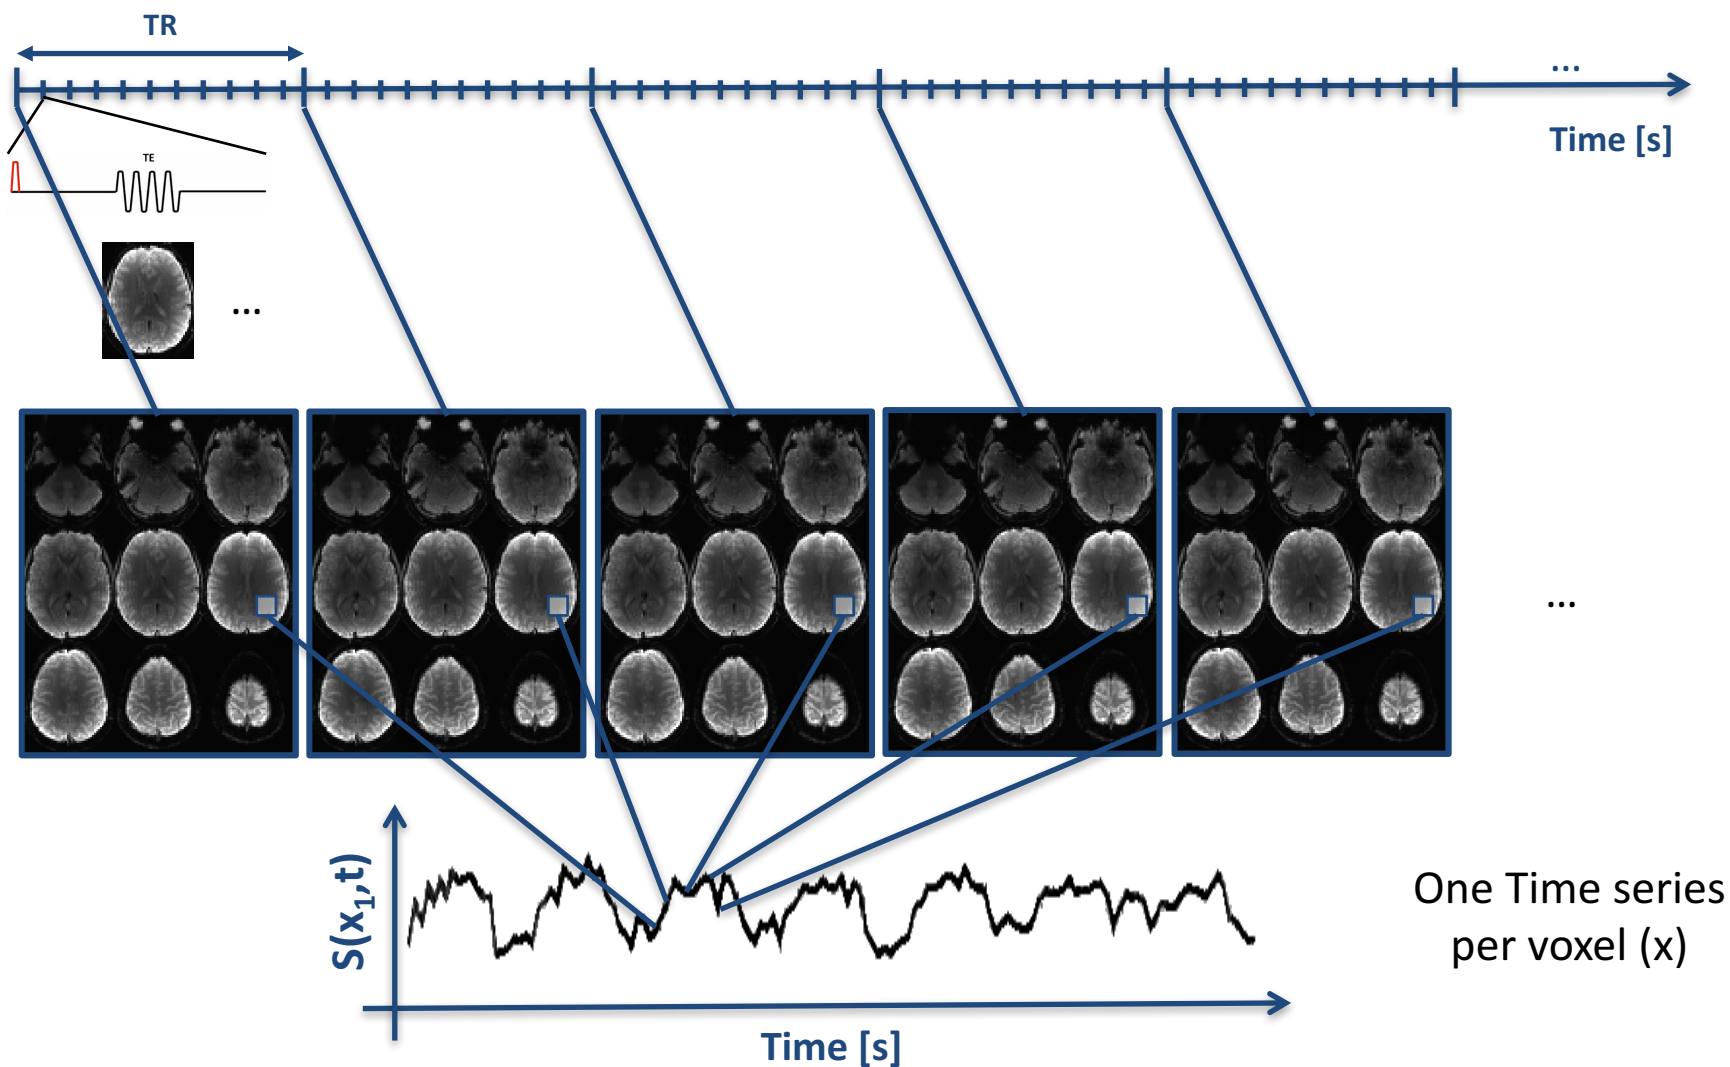 TR
...
Time [s]
TE
...
...
S(x₁,t)
One Time series
per voxel (x)
Time [s]